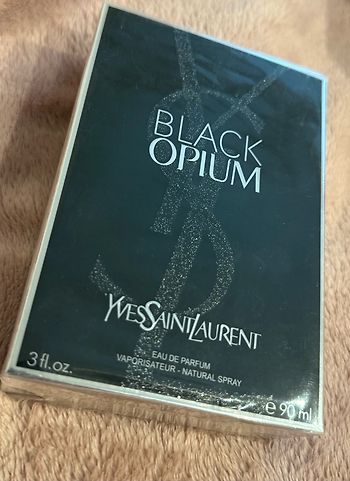 BLACK
OPIUM
YVESSAINTLAURENT
EAU DE PARFUM
VAPORISATEUR - NATURAL SPRAY
3 fl.oz. e 90 ml